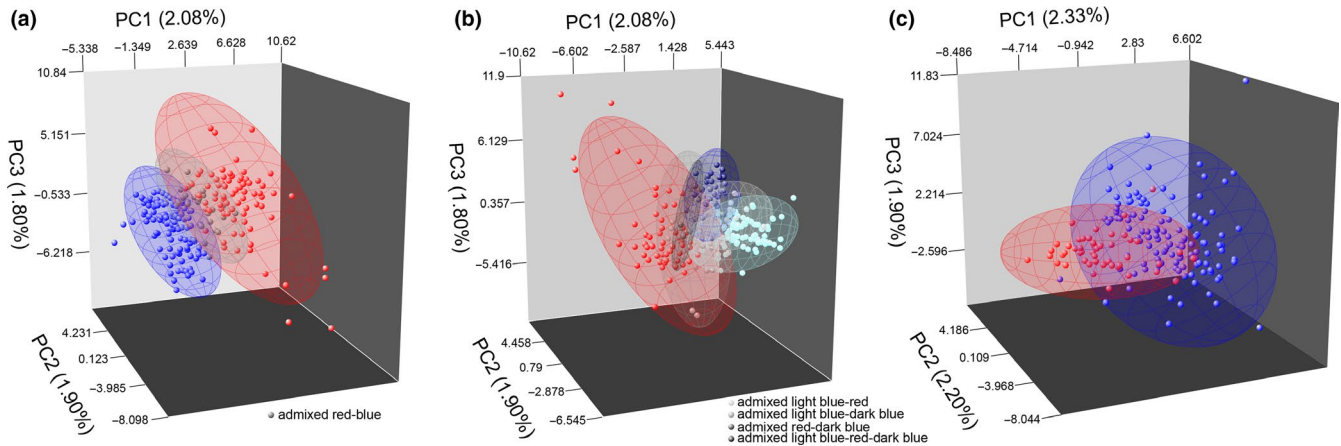 (a)
PC1 (2.08%)
−5.338 −1.349 2.639 6.628 10.62
10.84
5.151
−0.533
−6.218
PC3 (1.80%)
4.231
0.123
−3.985
−8.098
PC2 (1.90%)
admixed red-blue
(b)
PC1 (2.08%)
−10.62 −6.602 −2.587 1.428 5.443
11.9
6.129
0.357
−5.416
PC3 (1.80%)
4.458
0.79
−2.878
−6.545
PC2 (1.90%)
admixed light blue-red
admixed light blue-dark blue
admixed red-dark blue
admixed light blue-red-dark blue
(c)
PC1 (2.33%)
−8.486 −4.714 −0.942 2.83 6.602
11.83
7.024
2.214
−2.596
PC3 (1.90%)
4.186
0.109
−3.968
−8.044
PC2 (2.20%)